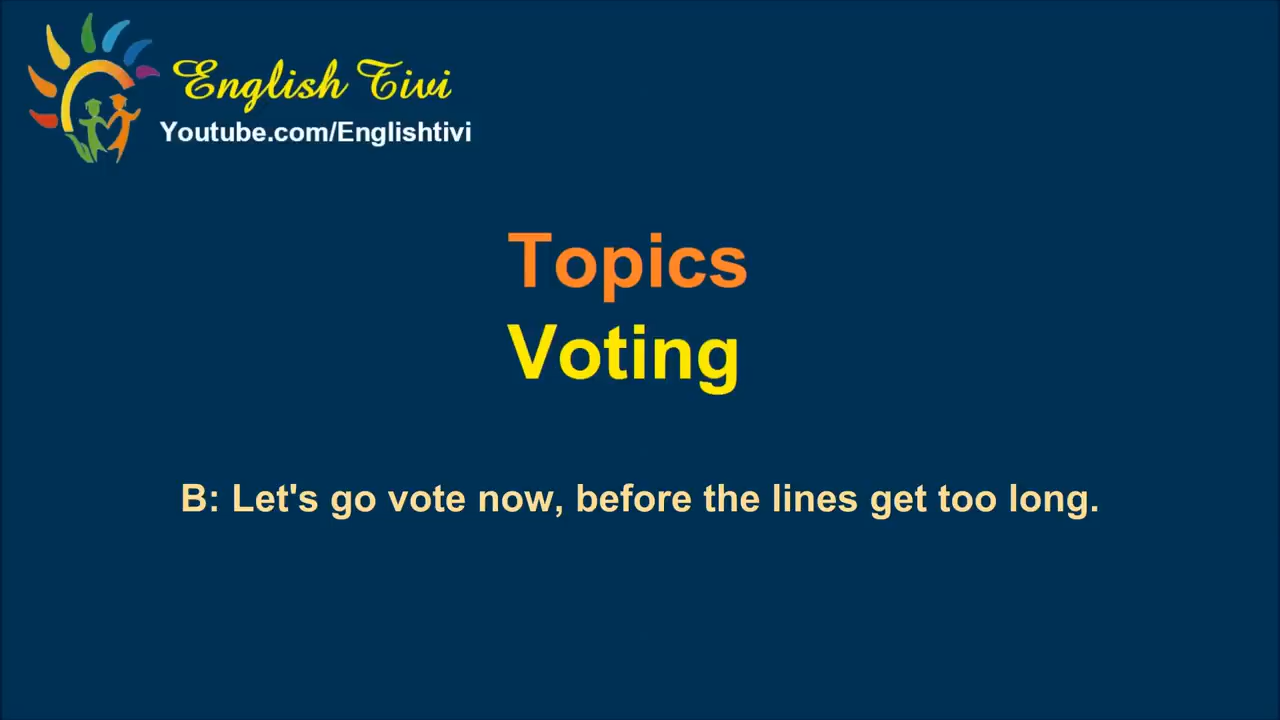 English Tivi
Youtube.com/Englishtivi
Topics
Voting
B: Let's go vote now, before the lines get too long.